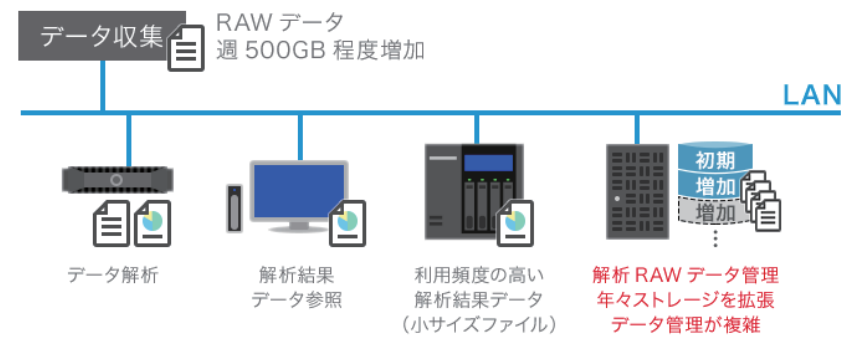 データ収集
RAW データ
週 500GB 程度増加
LAN
データ解析
解析結果
データ参照
利用頻度の高い
解析結果データ
（小サイズファイル）
初期
増加
増加
解析 RAW データ管理
年々ストレージを拡張
データ管理が複雑